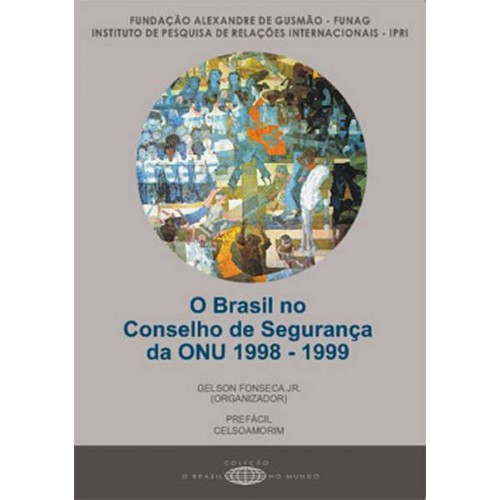 FUNDAÇÃO ALEXANDRE DE GUSMÃO - FUNAG
INSTITUTO DE PESQUISA DE RELAÇÕES INTERNACIONAIS - IPRI
O Brasil no
Conselho de Segurança
da ONU 1998 - 1999
GELSON FONSECA JR.
(ORGANIZADOR)
PREFÁCIL
CELSOAMORIM
COLEÇÃO
O BRASIL NO MUNDO